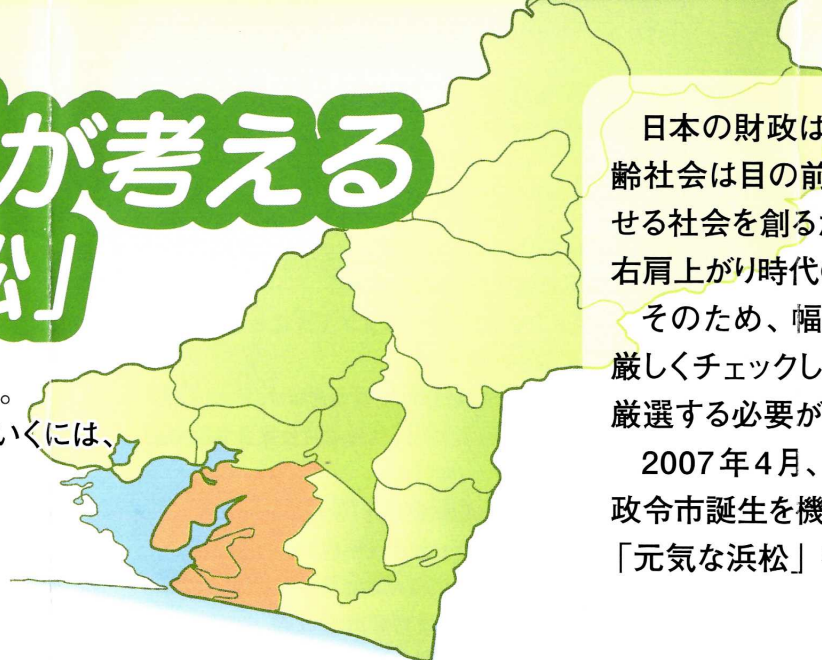 が考える
松」
。
いくには、
日本の財政は
齢社会は目の前
せる社会を創る
右肩上がり時代の
そのため、幅
厳しくチェックし
厳選する必要が
2007年4月、
政令市誕生を機
「元気な浜松」